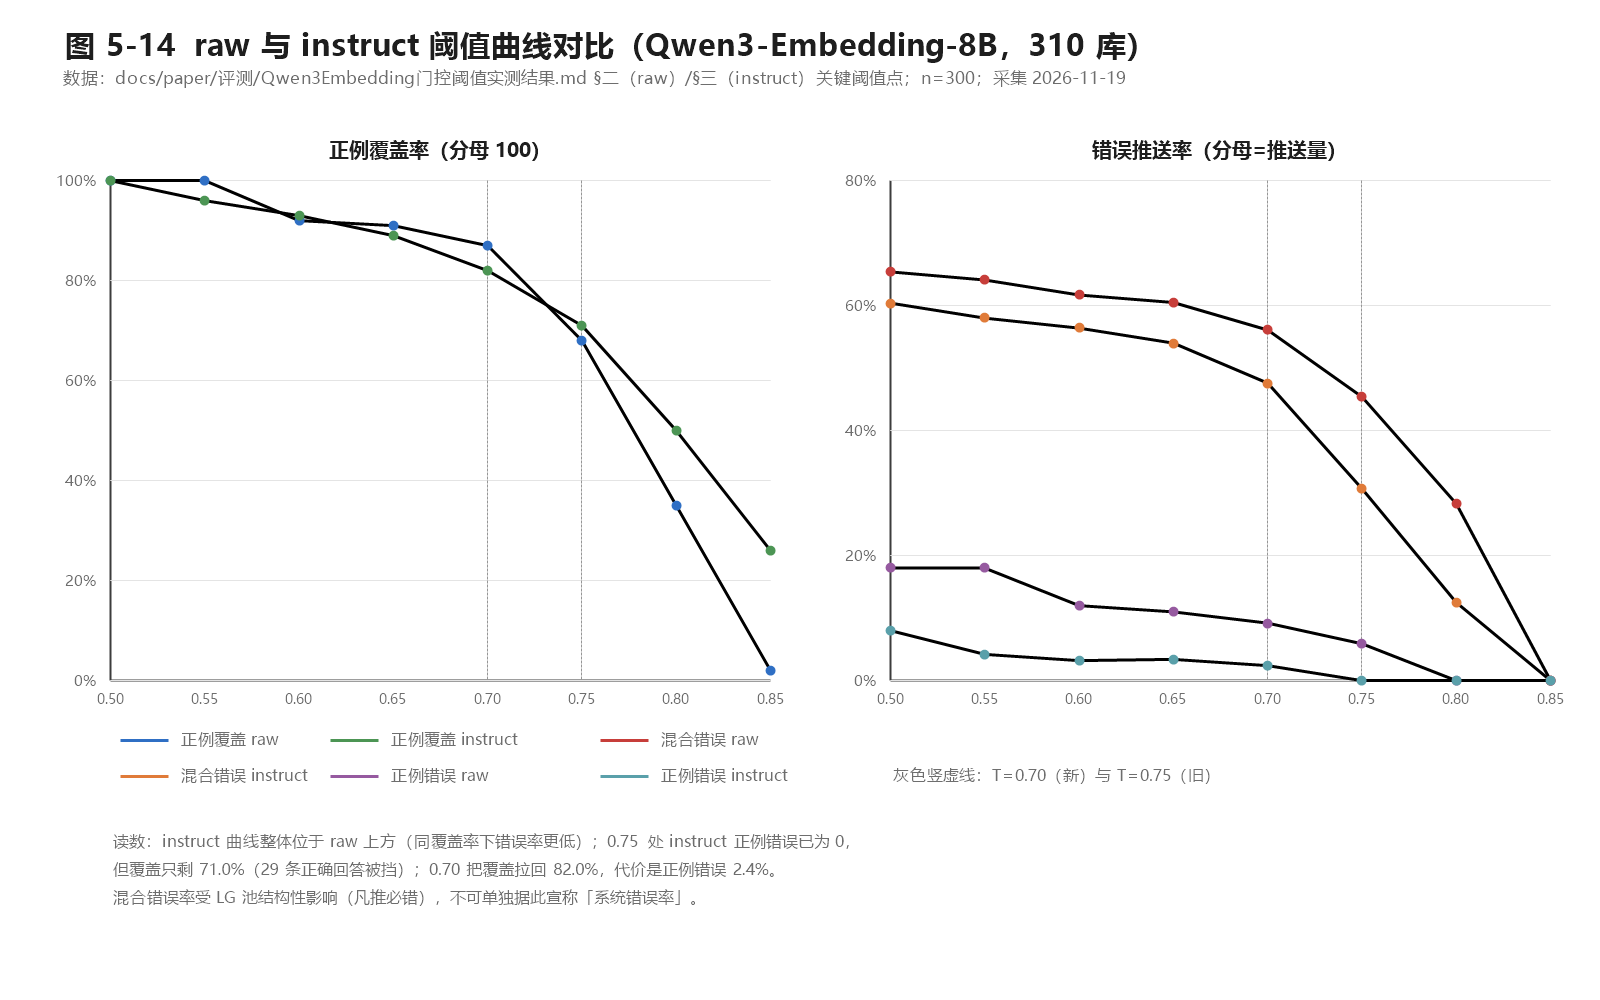 图 5-14 raw 与 instruct 阈值曲线对比（Qwen3-Embedding-8B，310 库）
数据：docs/paper/评测/Qwen3Embedding门控阈值实测结果.md §二（raw）/§三（instruct）关键阈值点；n=300；采集 2026-11-19
正例覆盖率（分母 100）
100%
80%
60%
40%
20%
0%
0.50 0.55 0.60 0.65 0.70 0.75 0.80 0.85
错误推送率（分母=推送量）
80%
60%
40%
20%
0%
0.50 0.55 0.60 0.65 0.70 0.75 0.80 0.85
正例覆盖 raw 正例覆盖 instruct 混合错误 raw
混合错误 instruct 正例错误 raw 正例错误 instruct
灰色竖虚线：T=0.70（新）与 T=0.75（旧）
读数：instruct 曲线整体位于 raw 上方（同覆盖率下错误率更低）；0.75 处 instruct 正例错误已为 0，
但覆盖只剩 71.0%（29 条正确回答被挡）；0.70 把覆盖拉回 82.0%，代价是正例错误 2.4%。
混合错误率受 LG 池结构性影响（凡推必错），不可单独据此宣称「系统错误率」。